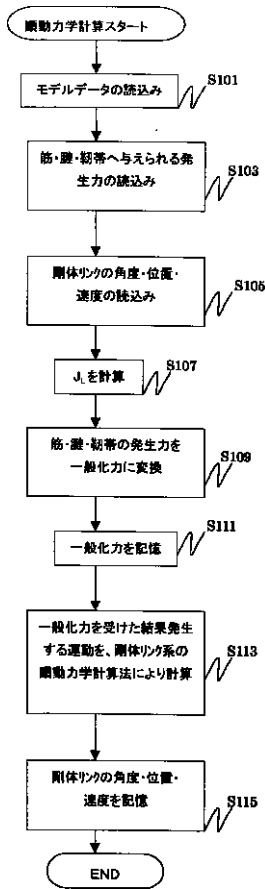 順動力学計算スタート
S101
モデルデータの読込み
S103
筋・腱・靭帯へ与えられる発
生力の読込み
S105
剛体リンクの角度・位置・
速度の読込み
S107
JLを計算
S109
筋・腱・靭帯の発生力を
一般化力に変換
S111
一般化力を記憶
S113
一般化力を受けた結果発生
する運動を、剛体リンク系の
順動力学計算法により計算
S115
剛体リンクの角度・位置・
速度を記憶
END